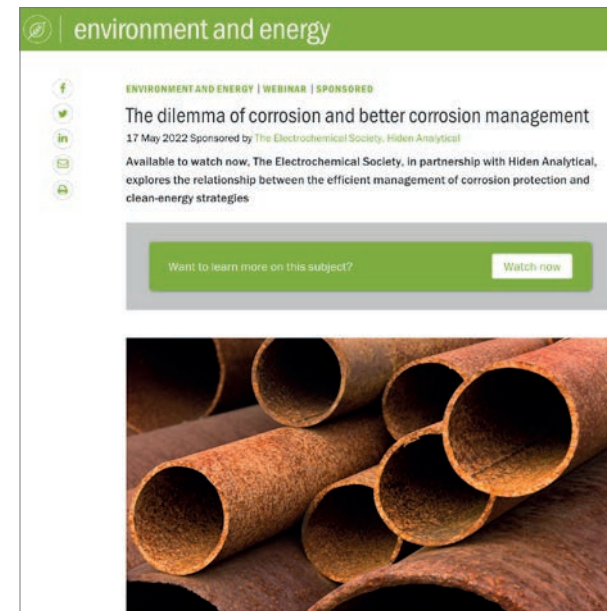 environment and energy
ENVIRONMENT AND ENERGY | WEBINAR | SPONSORED
The dilemma of corrosion and better corrosion management
17 May 2022 Sponsored by The Electrochemical Society, Hiden Analytical
Available to watch now, The Electrochemical Society, in partnership with Hiden Analytical,
explores the relationship between the efficient management of corrosion protection and
clean-energy strategies
Want to learn more on this subject?
Watch now